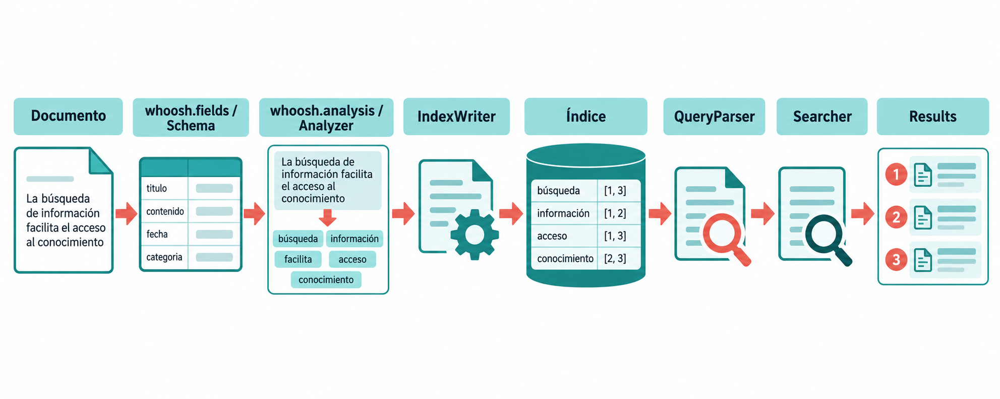 Documento
whoosh.fields /
Schema
whoosh.analysis /
Analyzer
IndexWriter
Índice
QueryParser
Searcher
Results
La búsqueda
de información
facilita el acceso
al conocimiento
titulo
contenido
fecha
categoria
La búsqueda de
información facilita
el acceso al
conocimiento
búsqueda información
facilita acceso
conocimiento
búsqueda [1, 3]
información [1, 2]
acceso [1, 3]
conocimiento [2, 3]
1
2
3